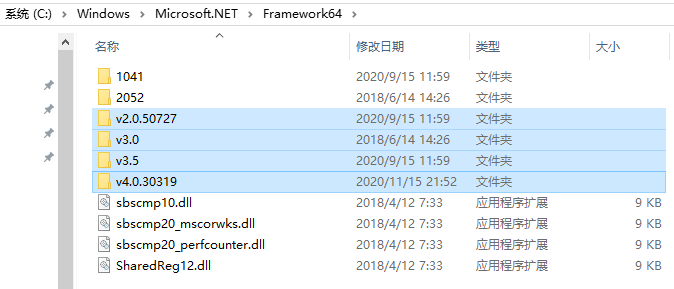 系统 (C:) › Windows › Microsoft.NET › Framework64 ›
名称 修改日期 类型 大小
1041 2020/9/15 11:59 文件夹
2052 2018/6/14 14:26 文件夹
v2.0.50727 2020/9/15 11:59 文件夹
v3.0 2018/6/14 14:26 文件夹
v3.5 2020/9/15 11:59 文件夹
v4.0.30319 2020/11/15 21:52 文件夹
sbscmp10.dll 2018/4/12 7:33 应用程序扩展 9 KB
sbscmp20_mscorwks.dll 2018/4/12 7:33 应用程序扩展 9 KB
sbscmp20_perfcounter.dll 2018/4/12 7:33 应用程序扩展 9 KB
SharedReg12.dll 2018/4/12 7:33 应用程序扩展 9 KB